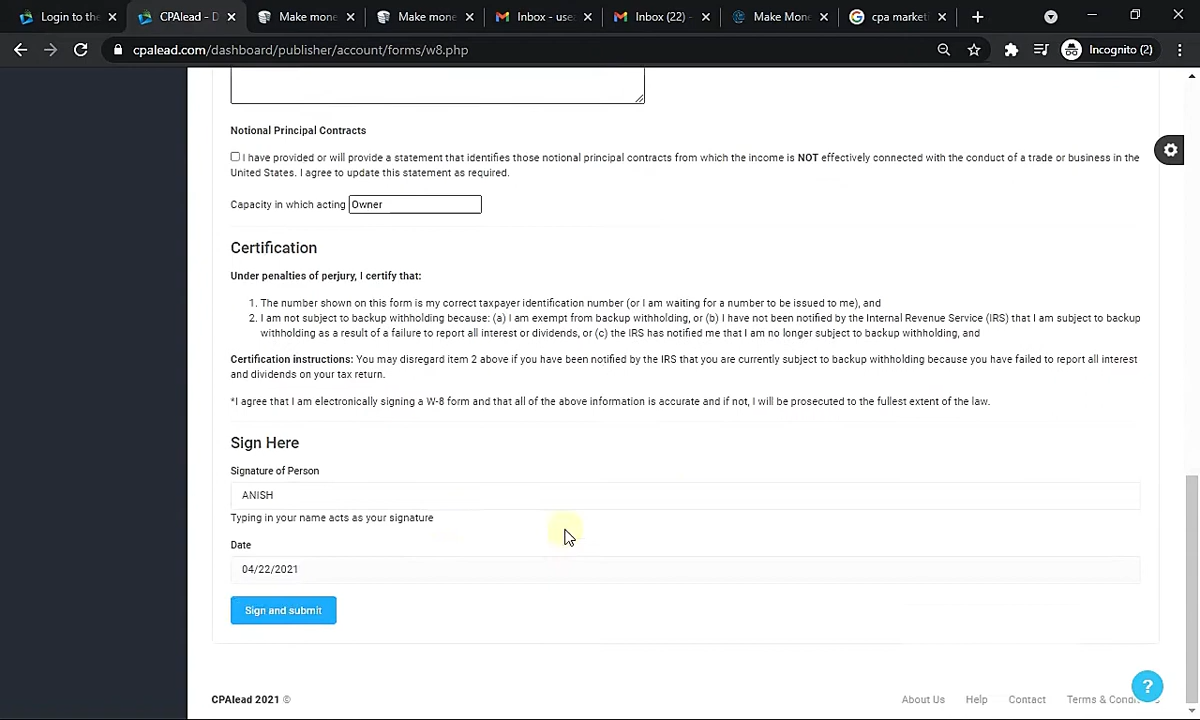 Login to the
CPAlead - D
Make mone
Make mone
Inbox - use
Inbox (22) -
Make Mone
cpa marketi
cpalead.com/dashboard/publisher/account/forms/w8.php
Incognito (2)
Notional Principal Contracts
I have provided or will provide a statement that identifies those notional principal contracts from which the income is NOT effectively connected with the conduct of a trade or business in the
United States. I agree to update this statement as required.
Capacity in which acting Owner
Certification
Under penalties of perjury, I certify that:
1. The number shown on this form is my correct taxpayer identification number (or I am waiting for a number to be issued to me), and
2. I am not subject to backup withholding because: (a) I am exempt from backup withholding, or (b) I have not been notified by the Internal Revenue Service (IRS) that I am subject to backup
withholding as a result of a failure to report all interest or dividends, or (c) the IRS has notified me that I am no longer subject to backup withholding, and
Certification instructions: You may disregard item 2 above if you have been notified by the IRS that you are currently subject to backup withholding because you have failed to report all interest
and dividends on your tax return.
*I agree that I am electronically signing a W-8 form and that all of the above information is accurate and if not, I will be prosecuted to the fullest extent of the law.
Sign Here
Signature of Person
ANISH
Typing in your name acts as your signature
Date
04/22/2021
Sign and submit
CPAlead 2021 ©
About Us
Help
Contact
Terms & Condi
?